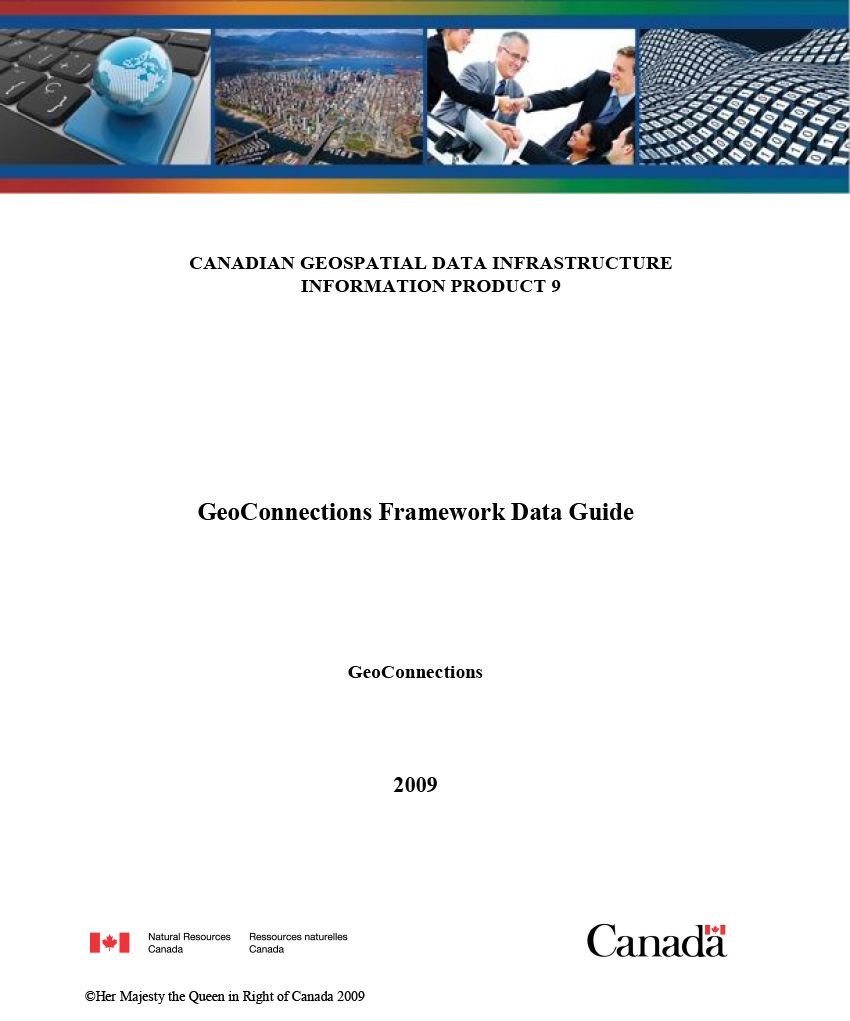 CANADIAN GEOSPATIAL DATA INFRASTRUCTURE
INFORMATION PRODUCT 9
GeoConnections Framework Data Guide
GeoConnections
2009
Natural Resources Canada
Ressources naturelles Canada
Canada
©Her Majesty the Queen in Right of Canada 2009